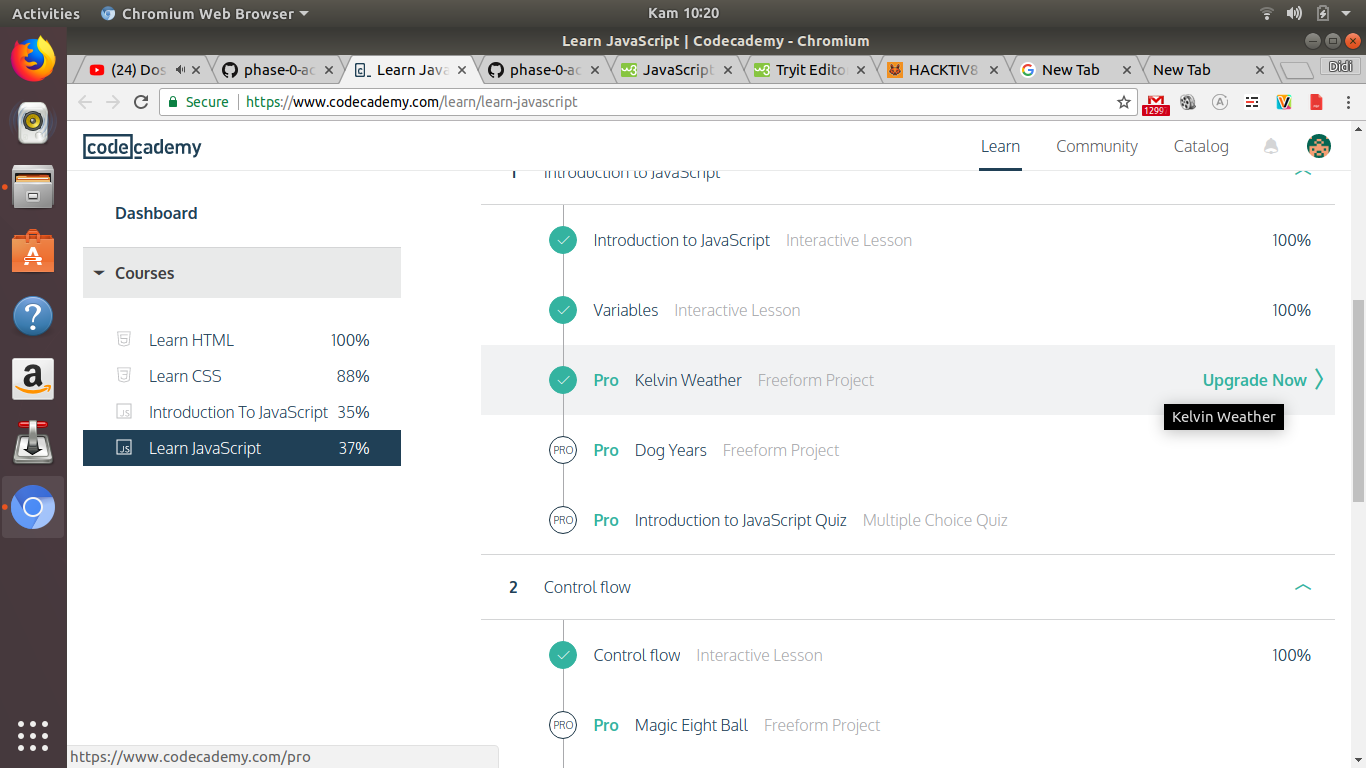 Activities Chromium Web Browser Kam 10:20
Learn JavaScript | Codecademy - Chromium
(24) Dos phase-0-ac Learn Java phase-0-ac JavaScript Tryit Edito HACKTIV8 New Tab New Tab Didi
Secure https://www.codecademy.com/learn/learn-javascript 1299
codecademy Learn Community Catalog
1 Introduction to JavaScript
Dashboard
Courses
Learn HTML 100%
Learn CSS 88%
Introduction To JavaScript 35%
Learn JavaScript 37%
Introduction to JavaScript Interactive Lesson 100%
Variables Interactive Lesson 100%
Pro Kelvin Weather Freeform Project Upgrade Now
Kelvin Weather
PRO Pro Dog Years Freeform Project
PRO Pro Introduction to JavaScript Quiz Multiple Choice Quiz
2 Control flow
Control flow Interactive Lesson 100%
PRO Pro Magic Eight Ball Freeform Project
https://www.codecademy.com/pro